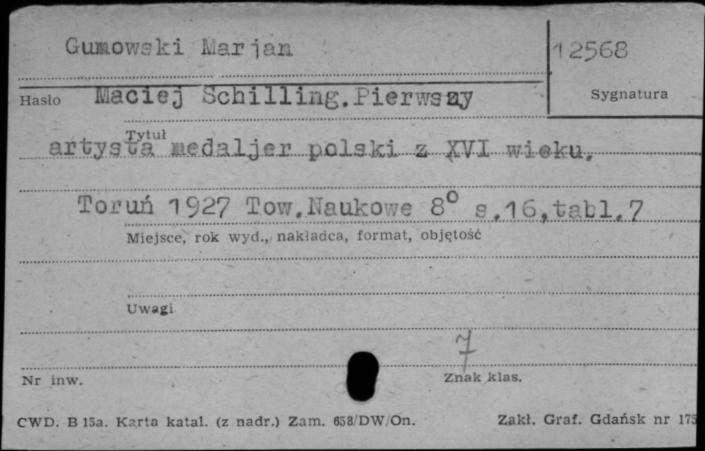 Gumowski Marjan
12568
Hasło Maciej Schilling.Pierwszy
Sygnatura
Tytuł
artysta medaljer polski z XVI wieku.
Toruń 1927 Tow.Naukowe 8° s.16,tabl.7
Miejsce, rok wyd., nakładca, format, objętość
Uwagi
7
Nr inw.
Znak klas.
CWD. B 15a. Karta katal. (z nadr.) Zam. 658/DW/On.
Zakł. Graf. Gdańsk nr 175